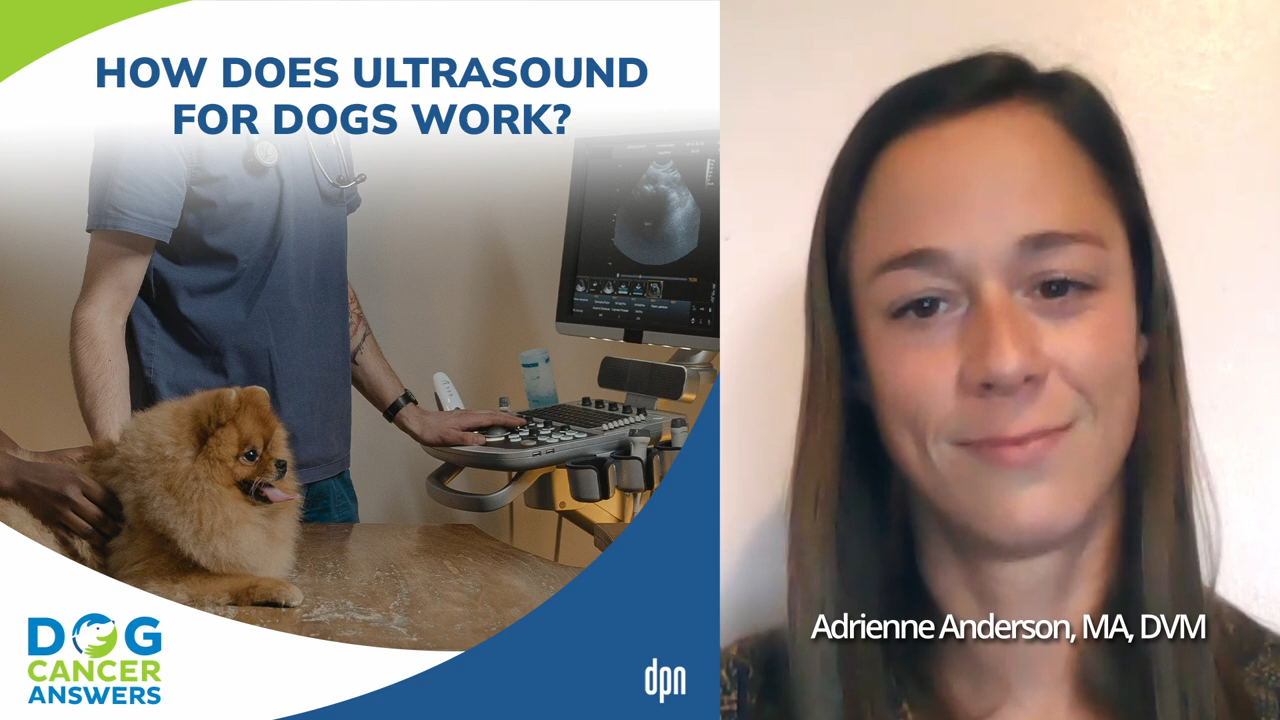 HOW DOES ULTRASOUND
FOR DOGS WORK?
DOG
CANCER
ANSWERS
dpn
Adrienne Anderson, MA, DVM